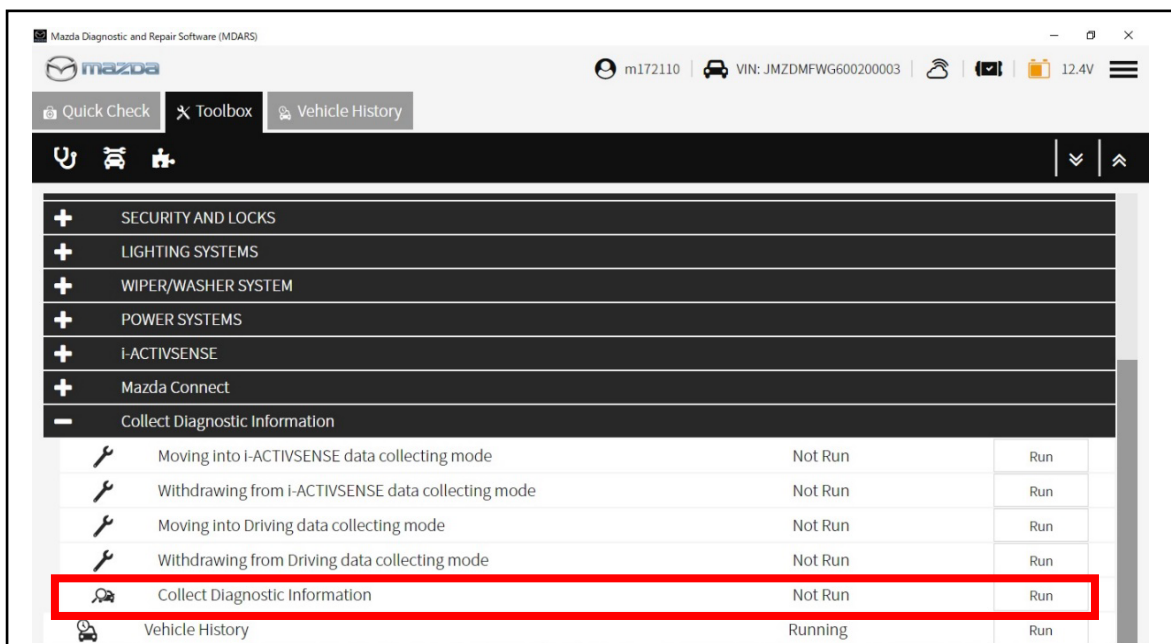 Mazda Diagnostic and Repair Software (MDARS)
mazda m172110 VIN: JMZDMFWG600200003 12.4V
Quick Check Toolbox Vehicle History
SECURITY AND LOCKS
LIGHTING SYSTEMS
WIPER/WASHER SYSTEM
POWER SYSTEMS
i-ACTIVSENSE
Mazda Connect
Collect Diagnostic Information
Moving into i-ACTIVSENSE data collecting mode Not Run Run
Withdrawing from i-ACTIVSENSE data collecting mode Not Run Run
Moving into Driving data collecting mode Not Run Run
Withdrawing from Driving data collecting mode Not Run Run
Collect Diagnostic Information Not Run Run
Vehicle History Running Run